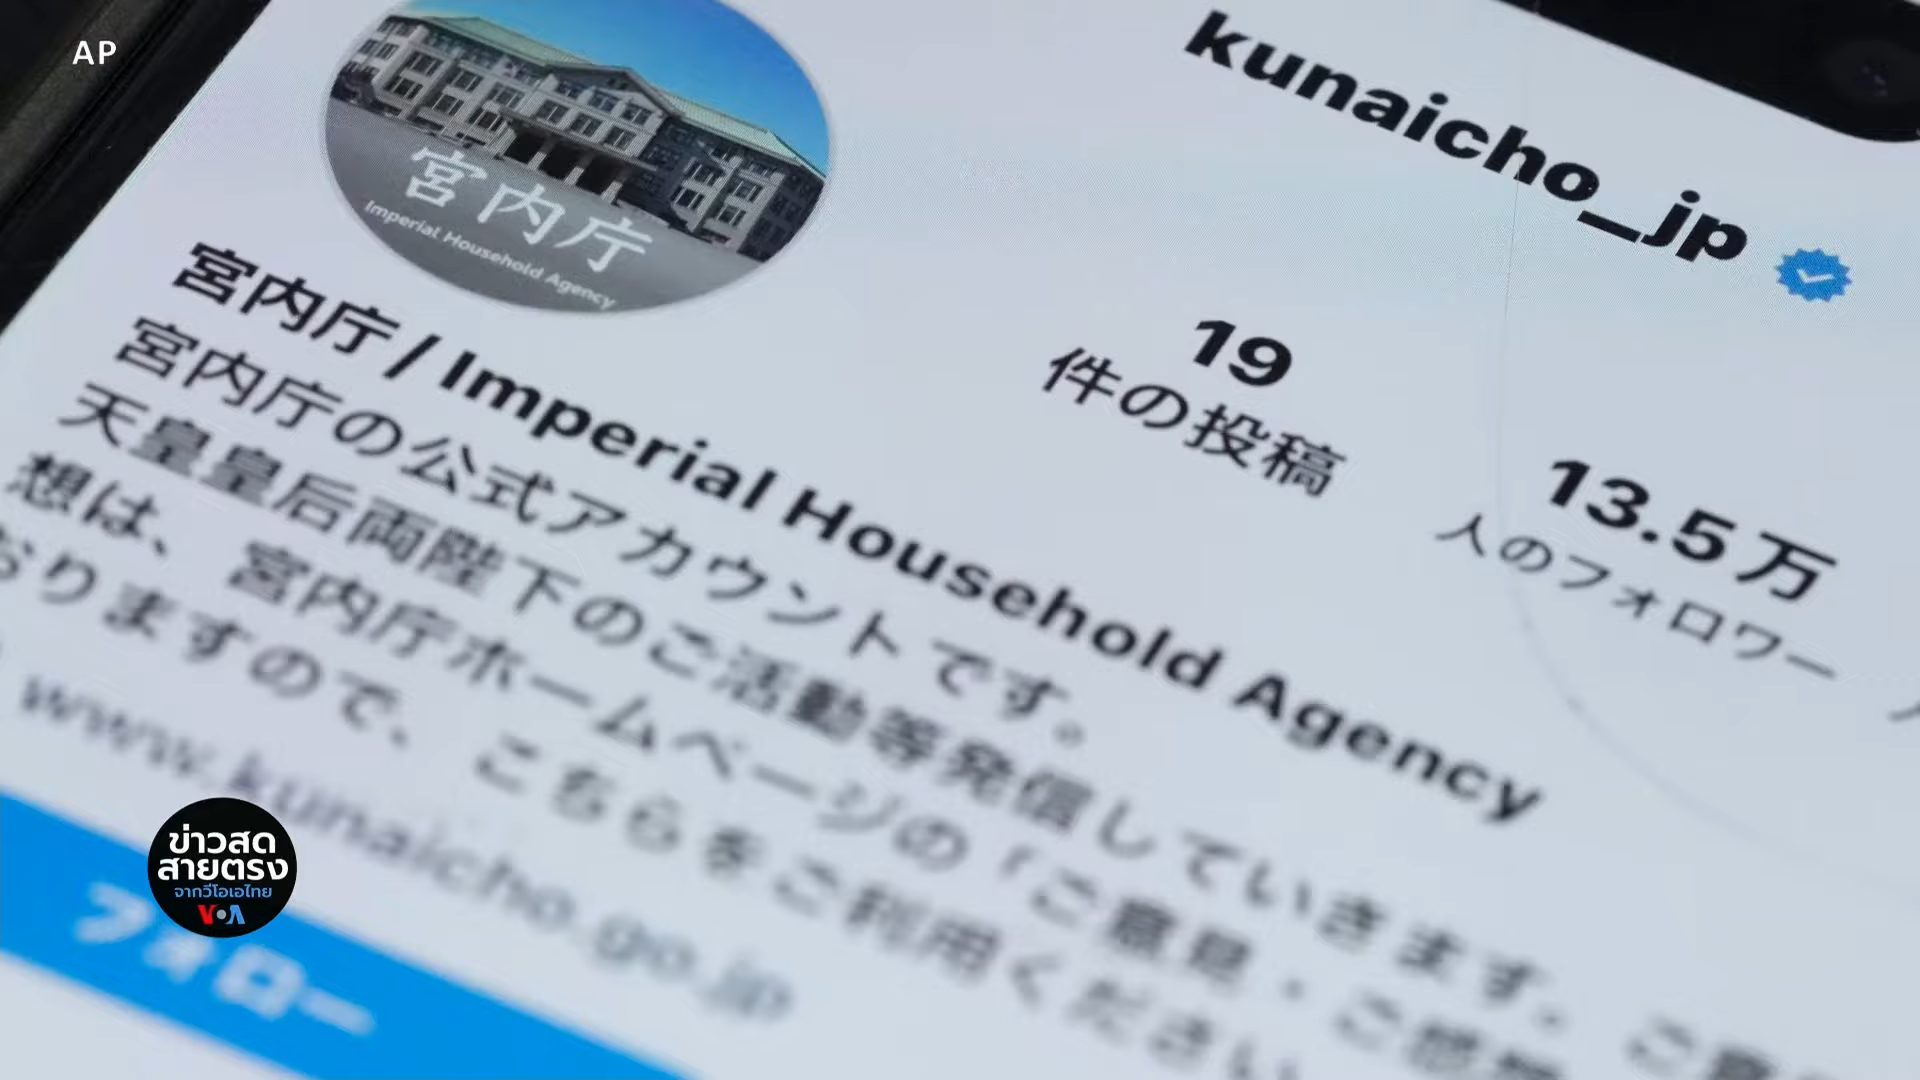 AP
kunaicho_jp
宮内庁
Imperial Household Agency
19
件の投稿
13.5万
人のフォロワー
宮内庁 / Imperial Household Agency
宮内庁の公式アカウントです。
天皇皇后両陛下のご活動等発信していきます。ご意
想は、宮内庁ホームページの「ご意見・ご感想
おりますので、こちらをご利用ください
www.kunaicho.go.jp
フォロー
ข่าวสด
สายตรง
จากวีโอเอไทย
VOA